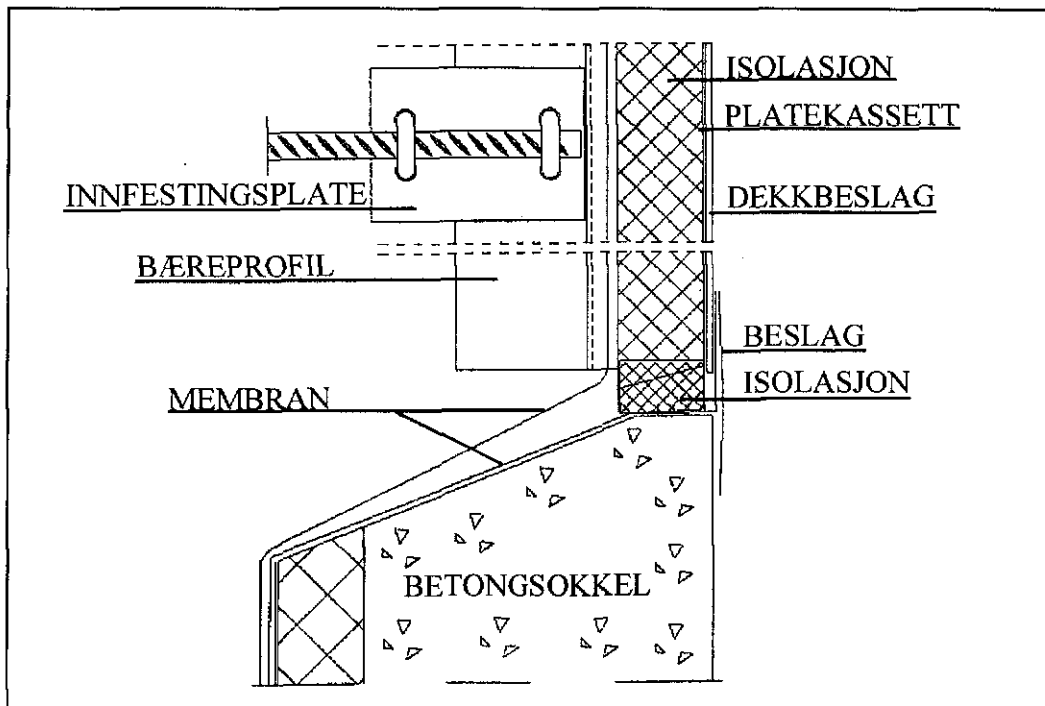 ISOLASJON
PLATEKASSETT
INNFESTINGSPLATE
DEKKBESLAG
BÆREPROFIL
BESLAG
ISOLASJON
MEMBRAN
BETONGSOKKEL